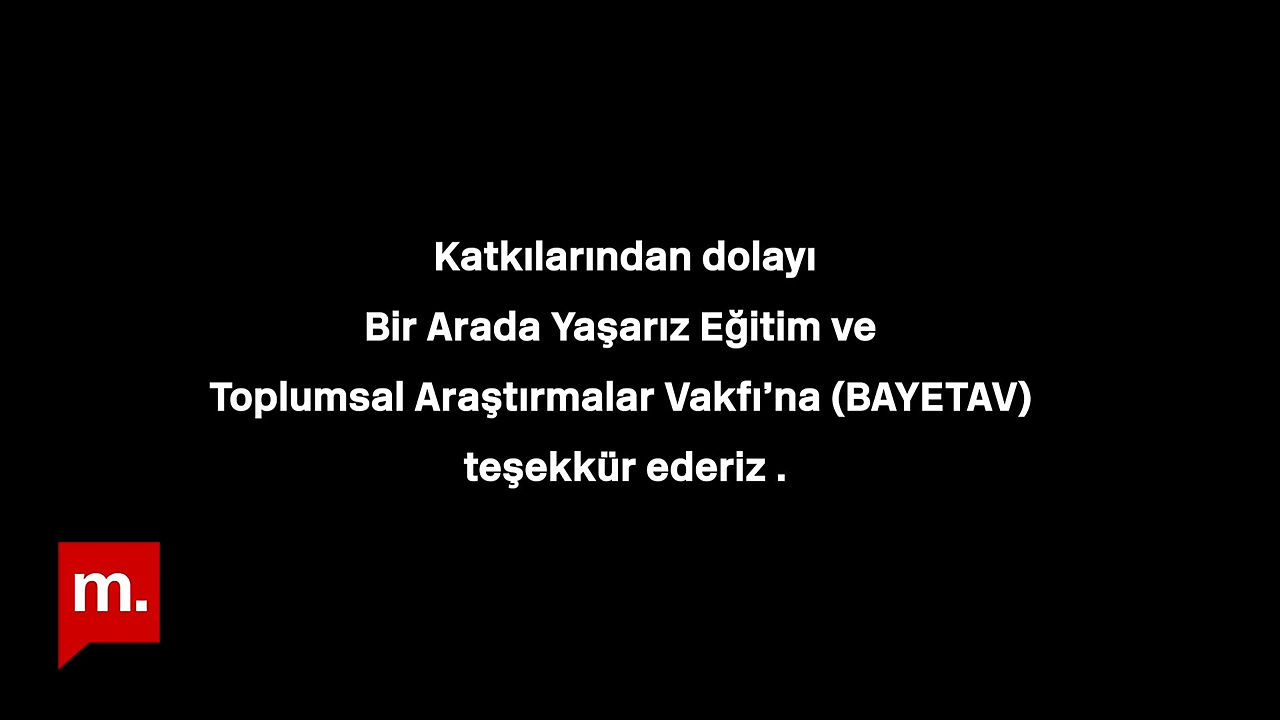 Katkılarından dolayı
Bir Arada Yaşarız Eğitim ve
Toplumsal Araştırmalar Vakfı’na (BAYETAV)
teşekkür ederiz .
m.